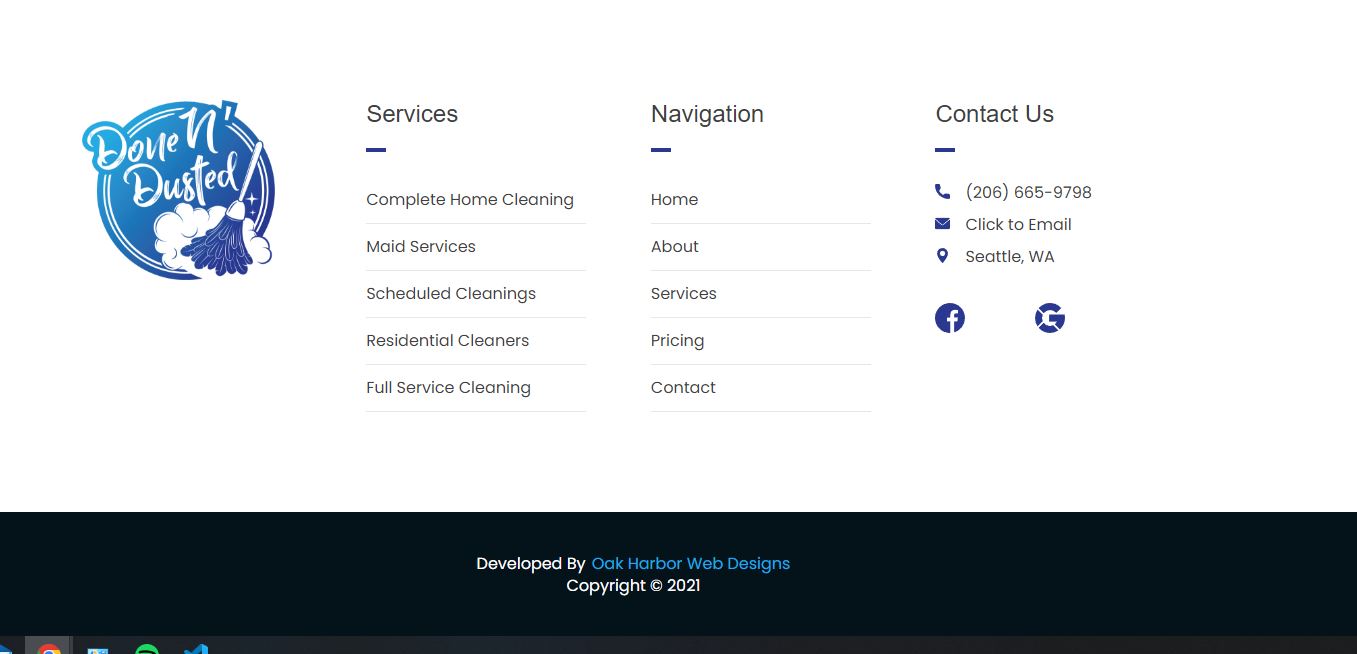 Done N'
Dusted
Services
Complete Home Cleaning
Maid Services
Scheduled Cleanings
Residential Cleaners
Full Service Cleaning
Navigation
Home
About
Services
Pricing
Contact
Contact Us
(206) 665-9798
Click to Email
Seattle, WA
Developed By Oak Harbor Web Designs
Copyright © 2021